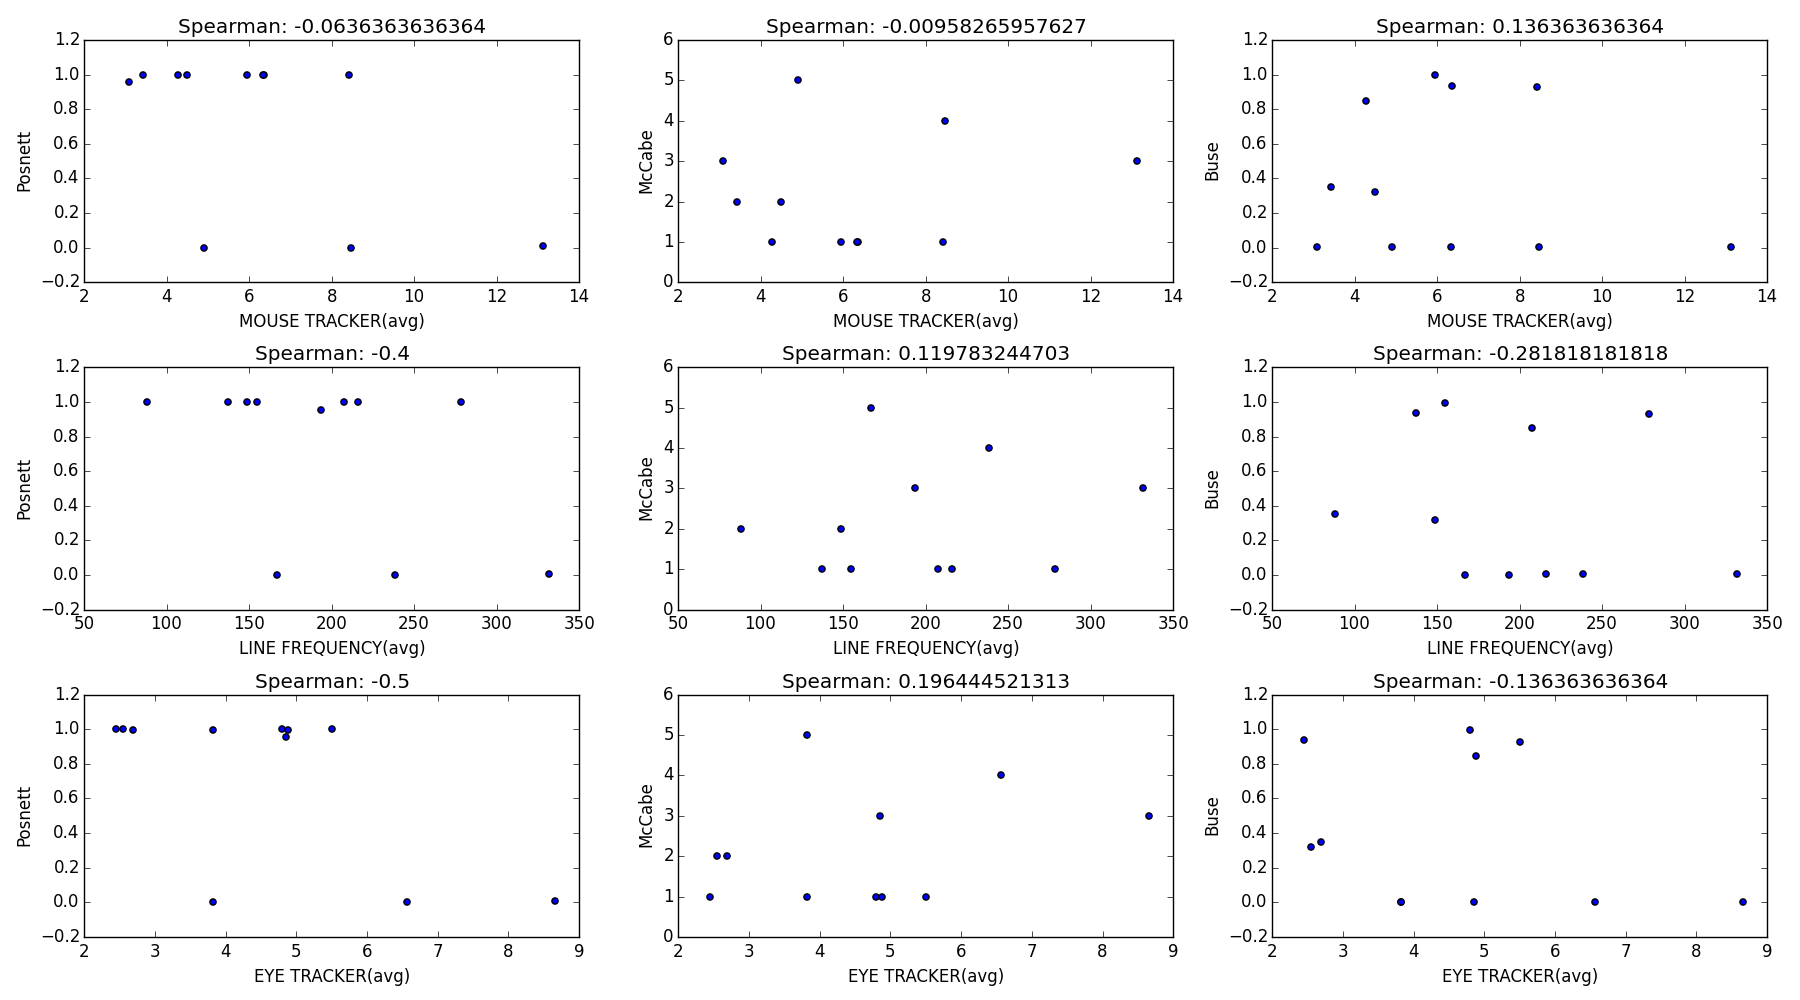 Spearman: -0.0636363636364
Spearman: -0.00958265957627
Spearman: 0.136363636364
1.2
1.0
0.8
0.6
0.4
0.2
0.0
−0.2
Posnett
2 4 6 8 10 12 14
MOUSE TRACKER(avg)
6
5
4
3
2
1
0
McCabe
2 4 6 8 10 12 14
MOUSE TRACKER(avg)
1.2
1.0
0.8
0.6
0.4
0.2
0.0
−0.2
Buse
2 4 6 8 10 12 14
MOUSE TRACKER(avg)
Spearman: -0.4
Spearman: 0.119783244703
Spearman: -0.281818181818
1.2
1.0
0.8
0.6
0.4
0.2
0.0
−0.2
Posnett
50 100 150 200 250 300 350
LINE FREQUENCY(avg)
6
5
4
3
2
1
0
McCabe
50 100 150 200 250 300 350
LINE FREQUENCY(avg)
1.2
1.0
0.8
0.6
0.4
0.2
0.0
−0.2
Buse
50 100 150 200 250 300 350
LINE FREQUENCY(avg)
Spearman: -0.5
Spearman: 0.196444521313
Spearman: -0.136363636364
1.2
1.0
0.8
0.6
0.4
0.2
0.0
−0.2
Posnett
2 3 4 5 6 7 8 9
EYE TRACKER(avg)
6
5
4
3
2
1
0
McCabe
2 3 4 5 6 7 8 9
EYE TRACKER(avg)
1.2
1.0
0.8
0.6
0.4
0.2
0.0
−0.2
Buse
2 3 4 5 6 7 8 9
EYE TRACKER(avg)